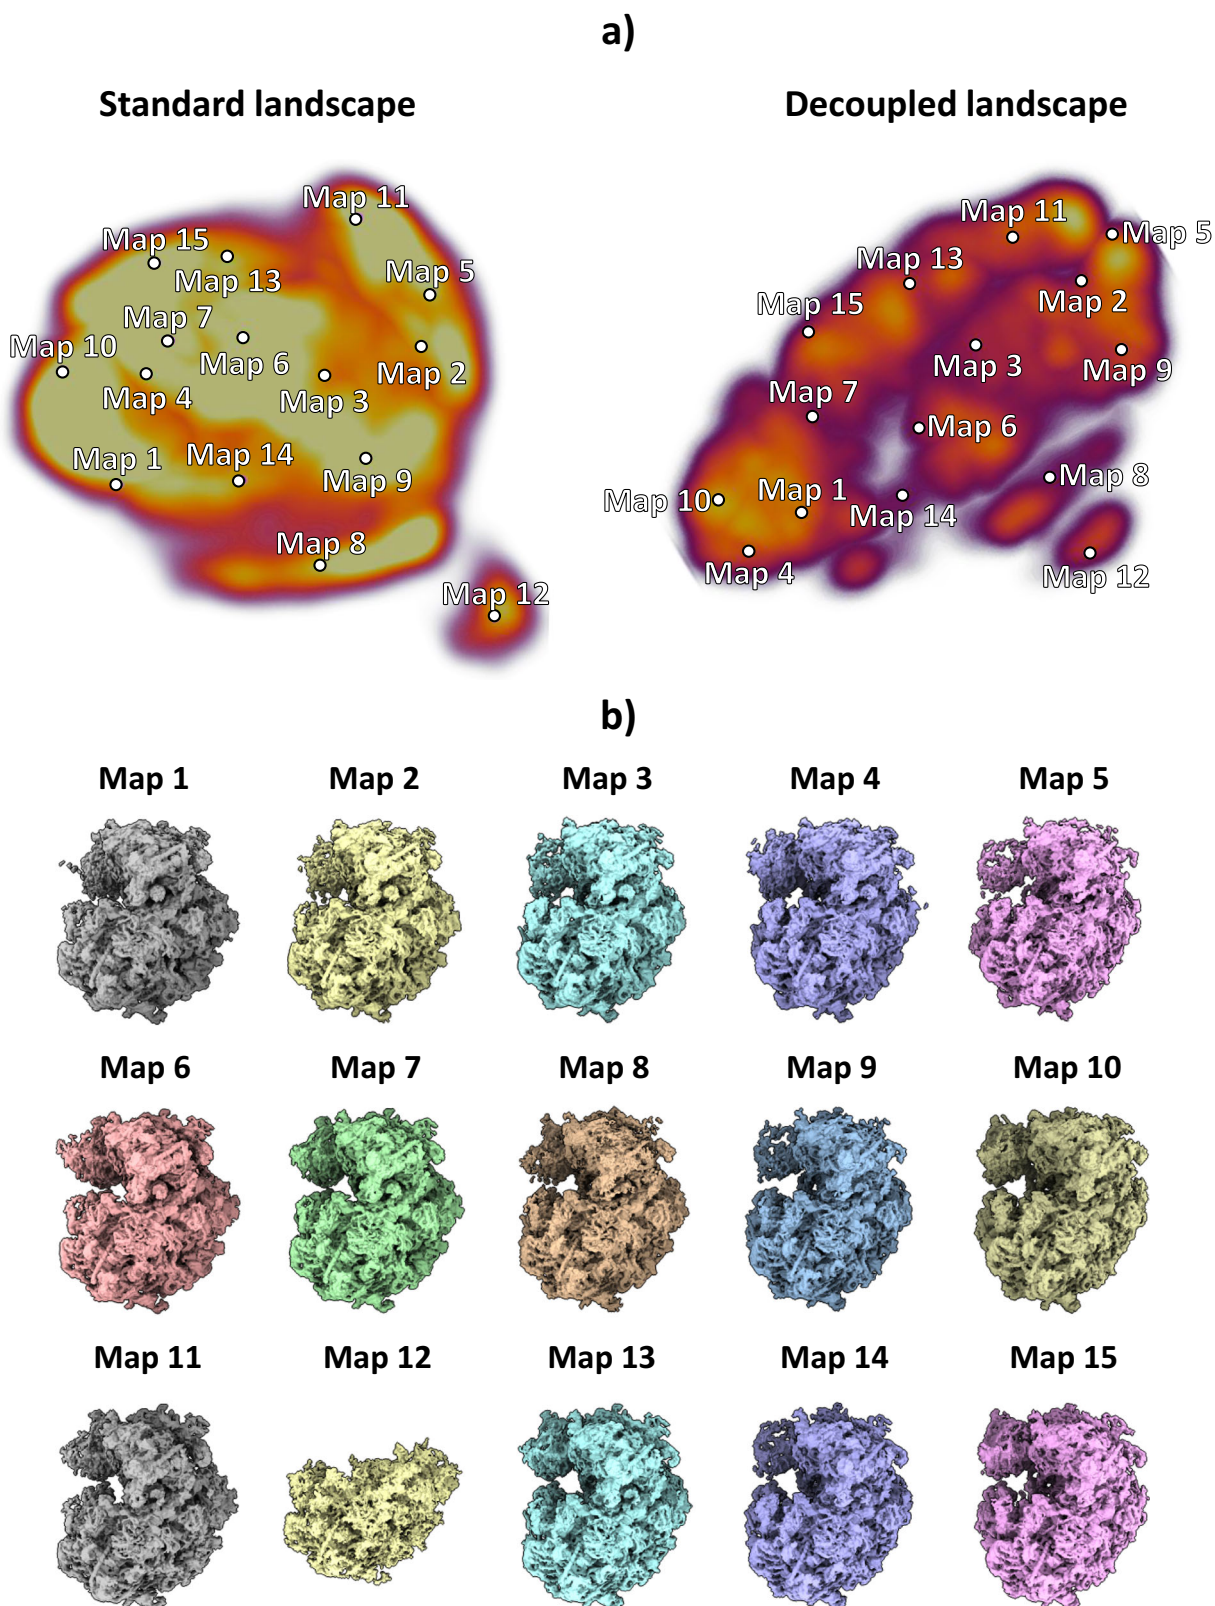 a)
Standard landscape
Map 11
Map 15
Map 13
Map 5
Map 7
Map 10
Map 6
Map 2
Map 4
Map 3
Map 1
Map 14
Map 9
Map 8
Map 12
Decoupled landscape
Map 11
Map 5
Map 13
Map 2
Map 15
Map 3
Map 9
Map 7
Map 6
Map 8
Map 10
Map 1
Map 14
Map 4
Map 12
b)
Map 1 Map 2 Map 3 Map 4 Map 5
Map 6 Map 7 Map 8 Map 9 Map 10
Map 11 Map 12 Map 13 Map 14 Map 15